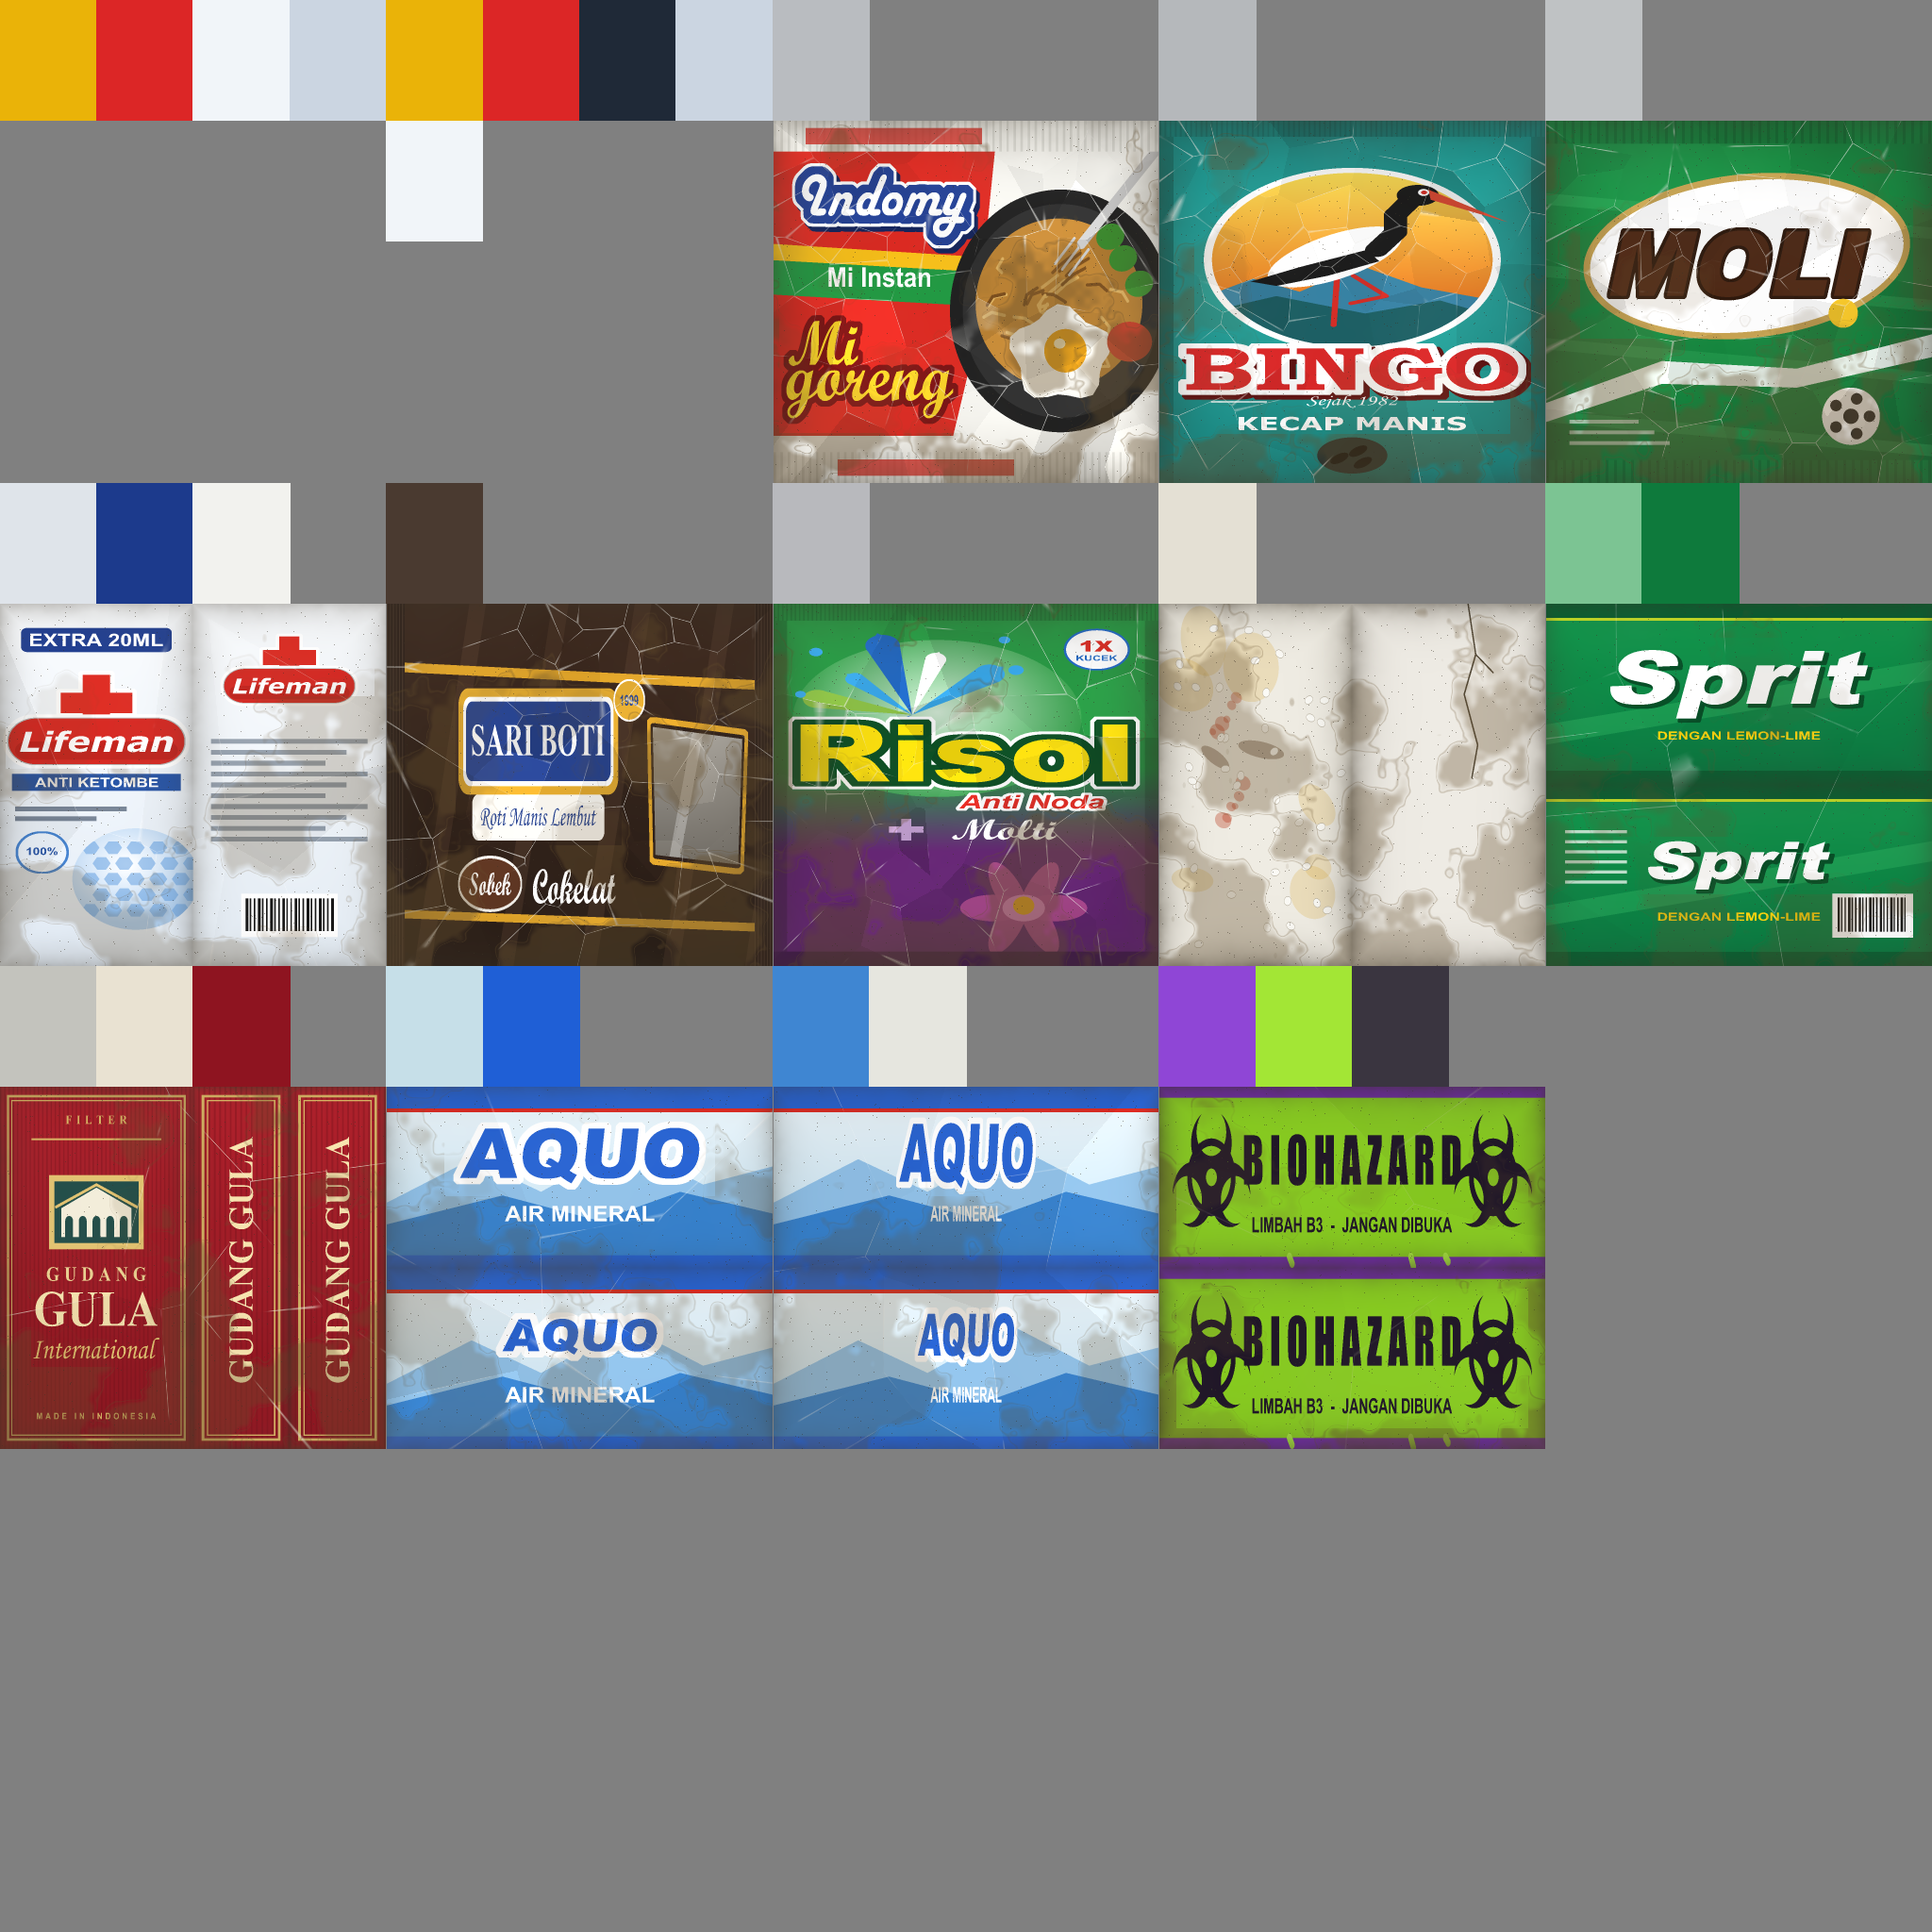 Indomy
Mi Instan
Mi
goreng
BINGO
Sejak 1982
KECAP MANIS
MOLI
EXTRA 20ML
Lifeman
ANTI KETOMBE
100%
Lifeman
SARI BOTI
1999
Roti Manis Lembut
Sobek
Cokelat
1X
KUCEK
Risol
Anti Noda
+ Molti
Sprit
DENGAN LEMON-LIME
Sprit
DENGAN LEMON-LIME
FILTER
GUDANG
GULA
International
MADE IN INDONESIA
GUDANG GULA
GUDANG GULA
AQUO
AIR MINERAL
AQUO
AIR MINERAL
AQUO
AIR MINERAL
AQUO
AIR MINERAL
BIOHAZARD
LIMBAH B3 - JANGAN DIBUKA
BIOHAZARD
LIMBAH B3 - JANGAN DIBUKA